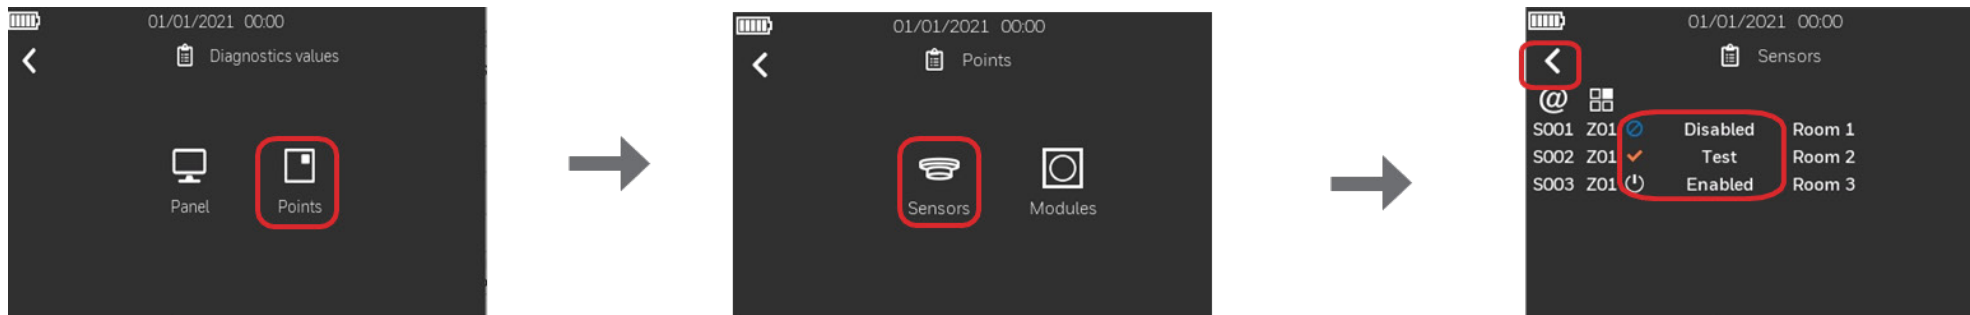 01/01/2021 00:00
Diagnostics values
Panel
Points
01/01/2021 00:00
Points
Sensors
Modules
01/01/2021 00:00
Sensors
@
S001 Z01 Disabled Room 1
S002 Z01 Test Room 2
S003 Z01 Enabled Room 3